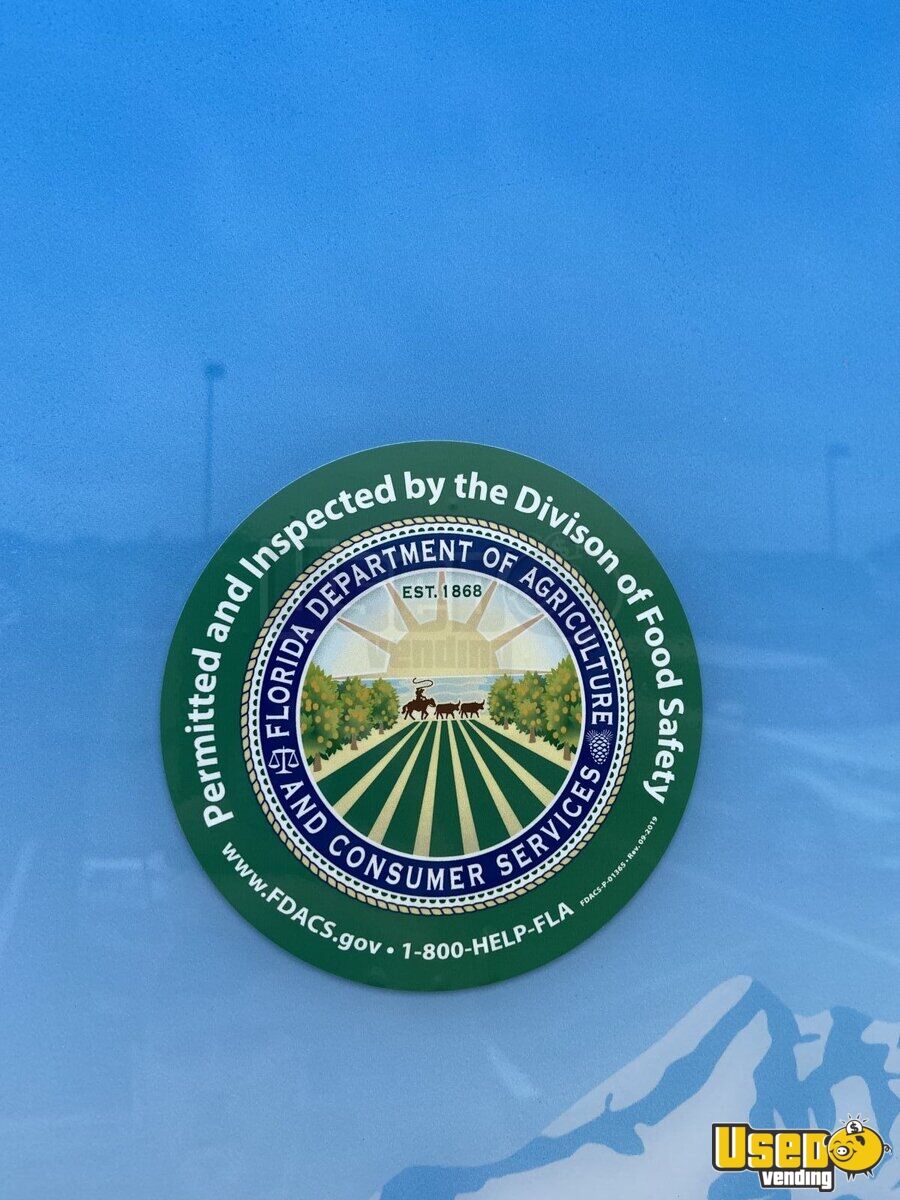 Permitted and Inspected by the Divison of Food Safety
FLORIDA DEPARTMENT OF AGRICULTURE
AND CONSUMER SERVICES
EST. 1868
www.FDACS.gov • 1-800-HELP-FLA
FDACS-P-01365 - Rev. 09-2019
USED
vending